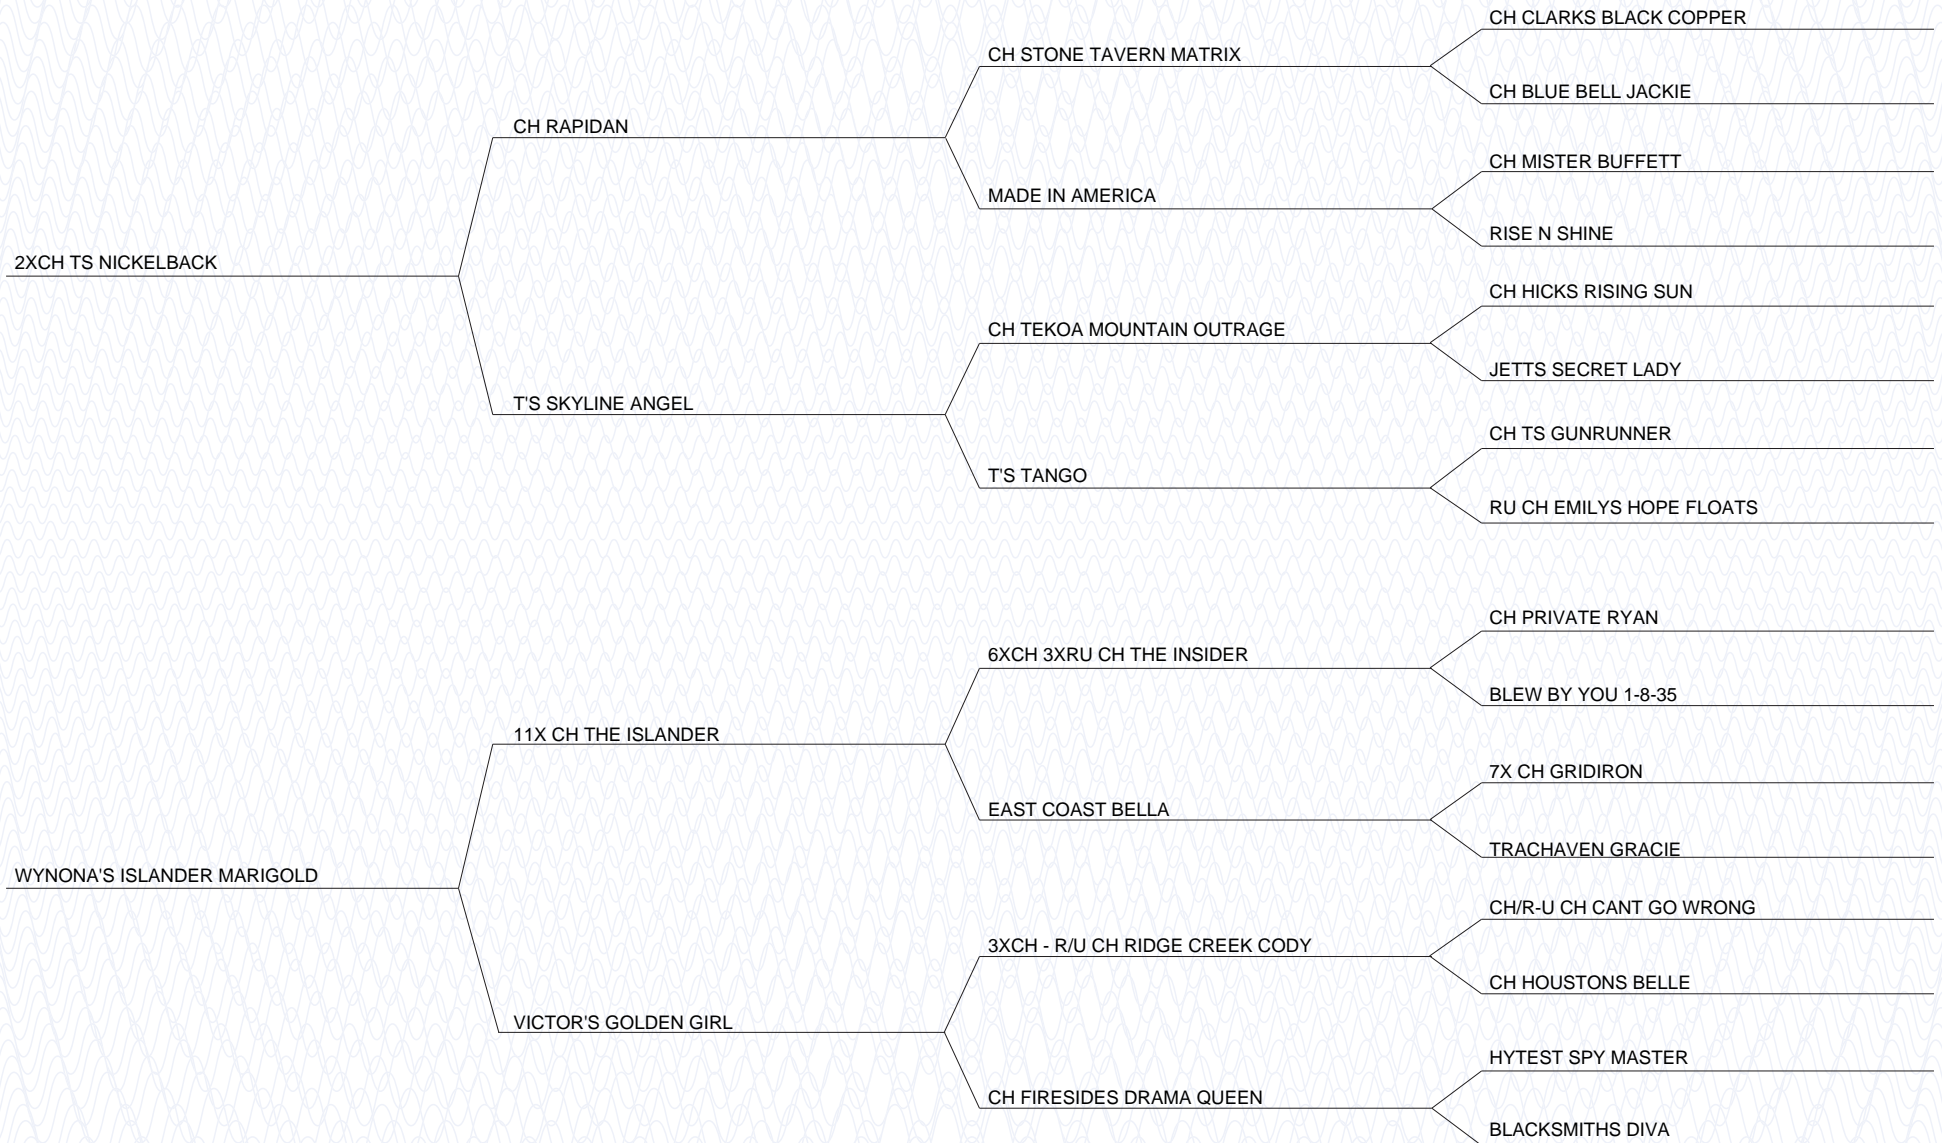 CH CLARKS BLACK COPPER
CH STONE TAVERN MATRIX
CH BLUE BELL JACKIE
CH RAPIDAN
CH MISTER BUFFETT
MADE IN AMERICA
RISE N SHINE
2XCH TS NICKELBACK
CH HICKS RISING SUN
CH TEKOA MOUNTAIN OUTRAGE
JETTS SECRET LADY
T'S SKYLINE ANGEL
CH TS GUNRUNNER
T'S TANGO
RU CH EMILYS HOPE FLOATS
CH PRIVATE RYAN
6XCH 3XRU CH THE INSIDER
BLEW BY YOU 1-8-35
11X CH THE ISLANDER
7X CH GRIDIRON
EAST COAST BELLA
TRACHAVEN GRACIE
WYNONA'S ISLANDER MARIGOLD
CH/R-U CH CANT GO WRONG
3XCH - R/U CH RIDGE CREEK CODY
CH HOUSTONS BELLE
VICTOR'S GOLDEN GIRL
HYTEST SPY MASTER
CH FIRESIDES DRAMA QUEEN
BLACKSMITHS DIVA